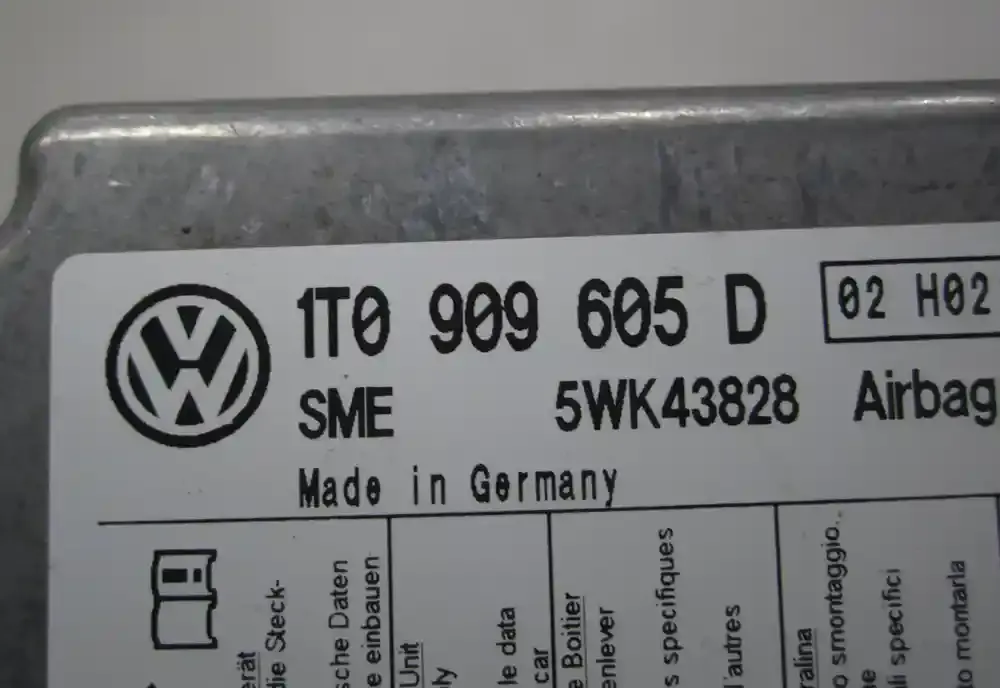 1T0 909 605 D 02 H02
SME 5WK43828 Airbag
Made in Germany
erät
die Steck-
sche Daten
e einbauen
Unit
ly
le data
car
e Boitier
enlever
s specifiques
d'autres
ralina
o smontaggio..
e
li specifici
to montarla